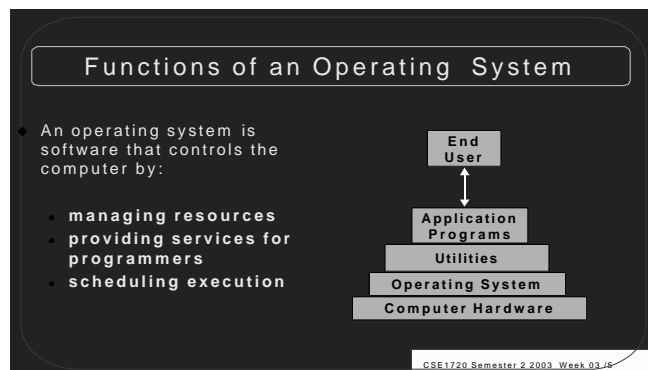 Functions of an Operating System
An operating system is
software that controls the
computer by:
managing resources
providing services for
programmers
scheduling execution
End
User
Application
Programs
Utilities
Operating System
Computer Hardware
CSE1720 Semester 2 2003 Week 03 /5